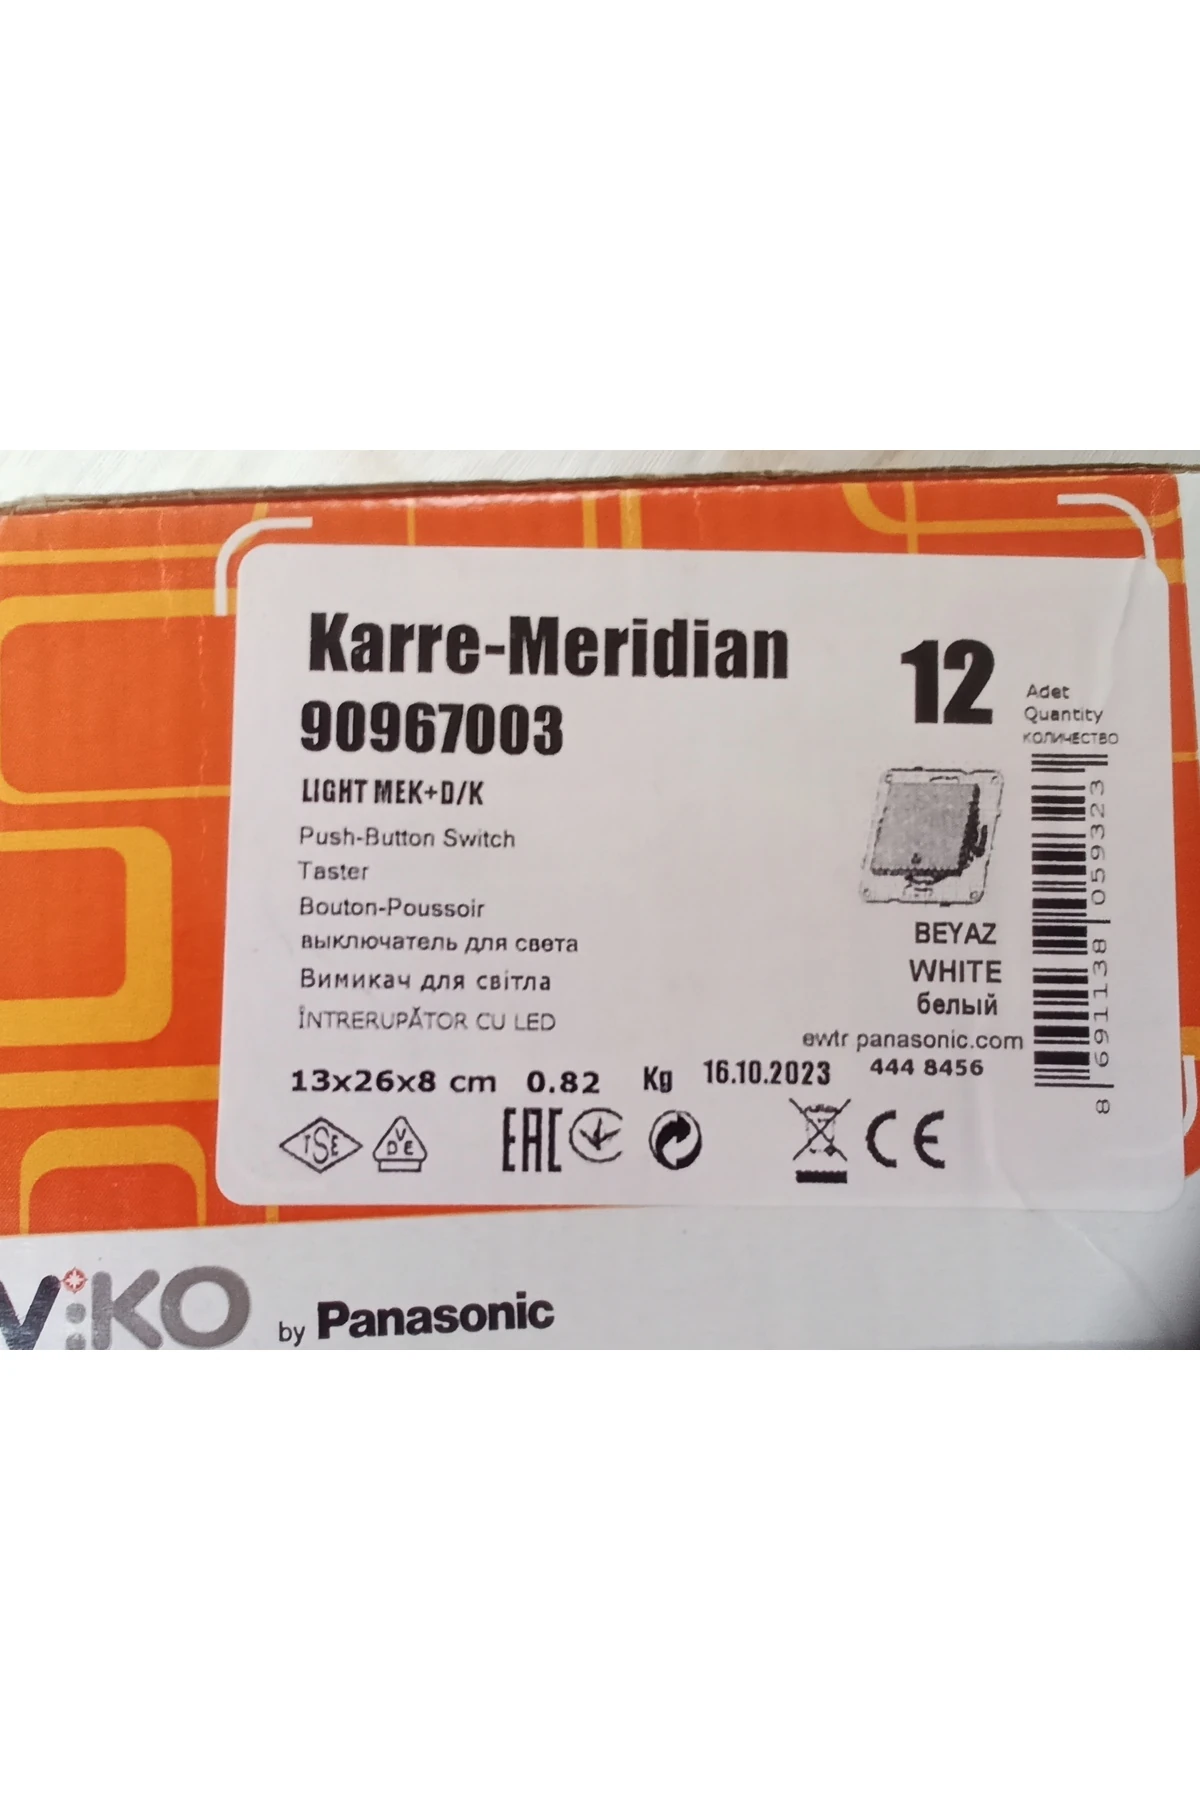 Karre-Meridian
90967003
LIGHT MEK+D/K
Push-Button Switch
Taster
Bouton-Poussoir
выключатель для света
Вимикач для світла
ÎNTRERUPĂTOR CU LED
12
Adet
Quantity
количество
BEYAZ
WHITE
белый
ewtr panasonic.com
444 8456
13x26x8 cm 0.82 Kg 16.10.2023
8 691138 059323
TSE
VDE
EAC
CE
ViKO by Panasonic